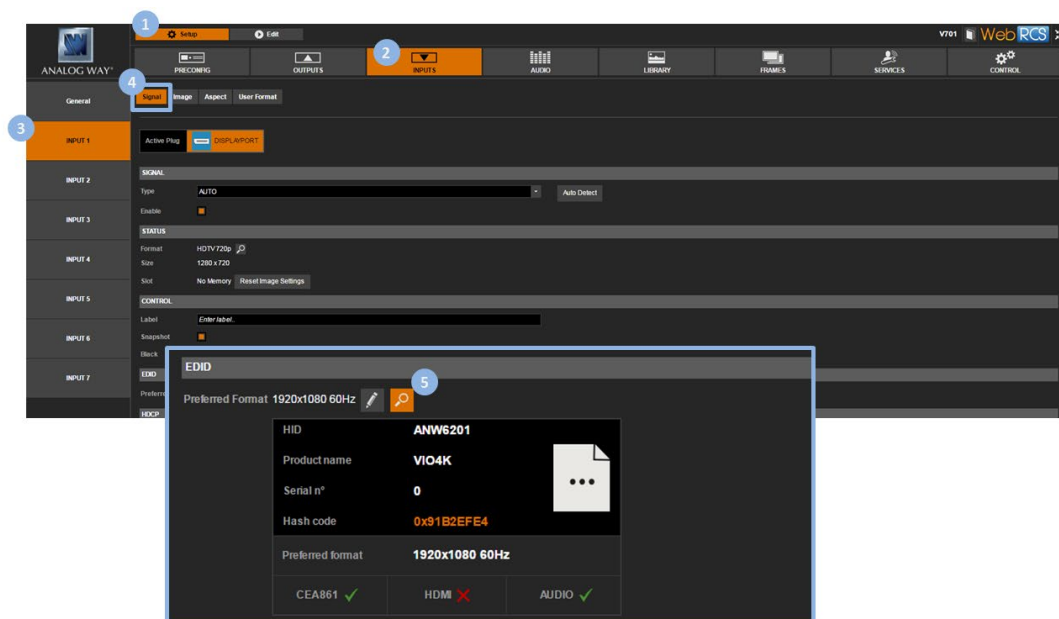 1
Setup
Edit
V701
Web RCS
ANALOG WAY®
2
PRECONFIG
OUTPUTS
INPUTS
AUDIO
LIBRARY
FRAMES
SERVICES
CONTROL
4
General
Signal
Image
Aspect
User Format
3
INPUT 1
Active Plug
DISPLAYPORT
INPUT 2
SIGNAL
Type
AUTO
Auto Detect
Enable
INPUT 3
STATUS
Format
HDTV 720p
INPUT 4
Size
1280 x 720
Slot
No Memory
Reset Image Settings
INPUT 5
CONTROL
Label
Enter label..
INPUT 6
Snapshot
Black
INPUT 7
EDID
HDCP
EDID
5
Preferred Format 1920x1080 60Hz
HID ANW6201
Product name VIO4K
Serial n° 0
Hash code 0x91B2EFE4
Preferred format 1920x1080 60Hz
CEA861
HDMI
AUDIO